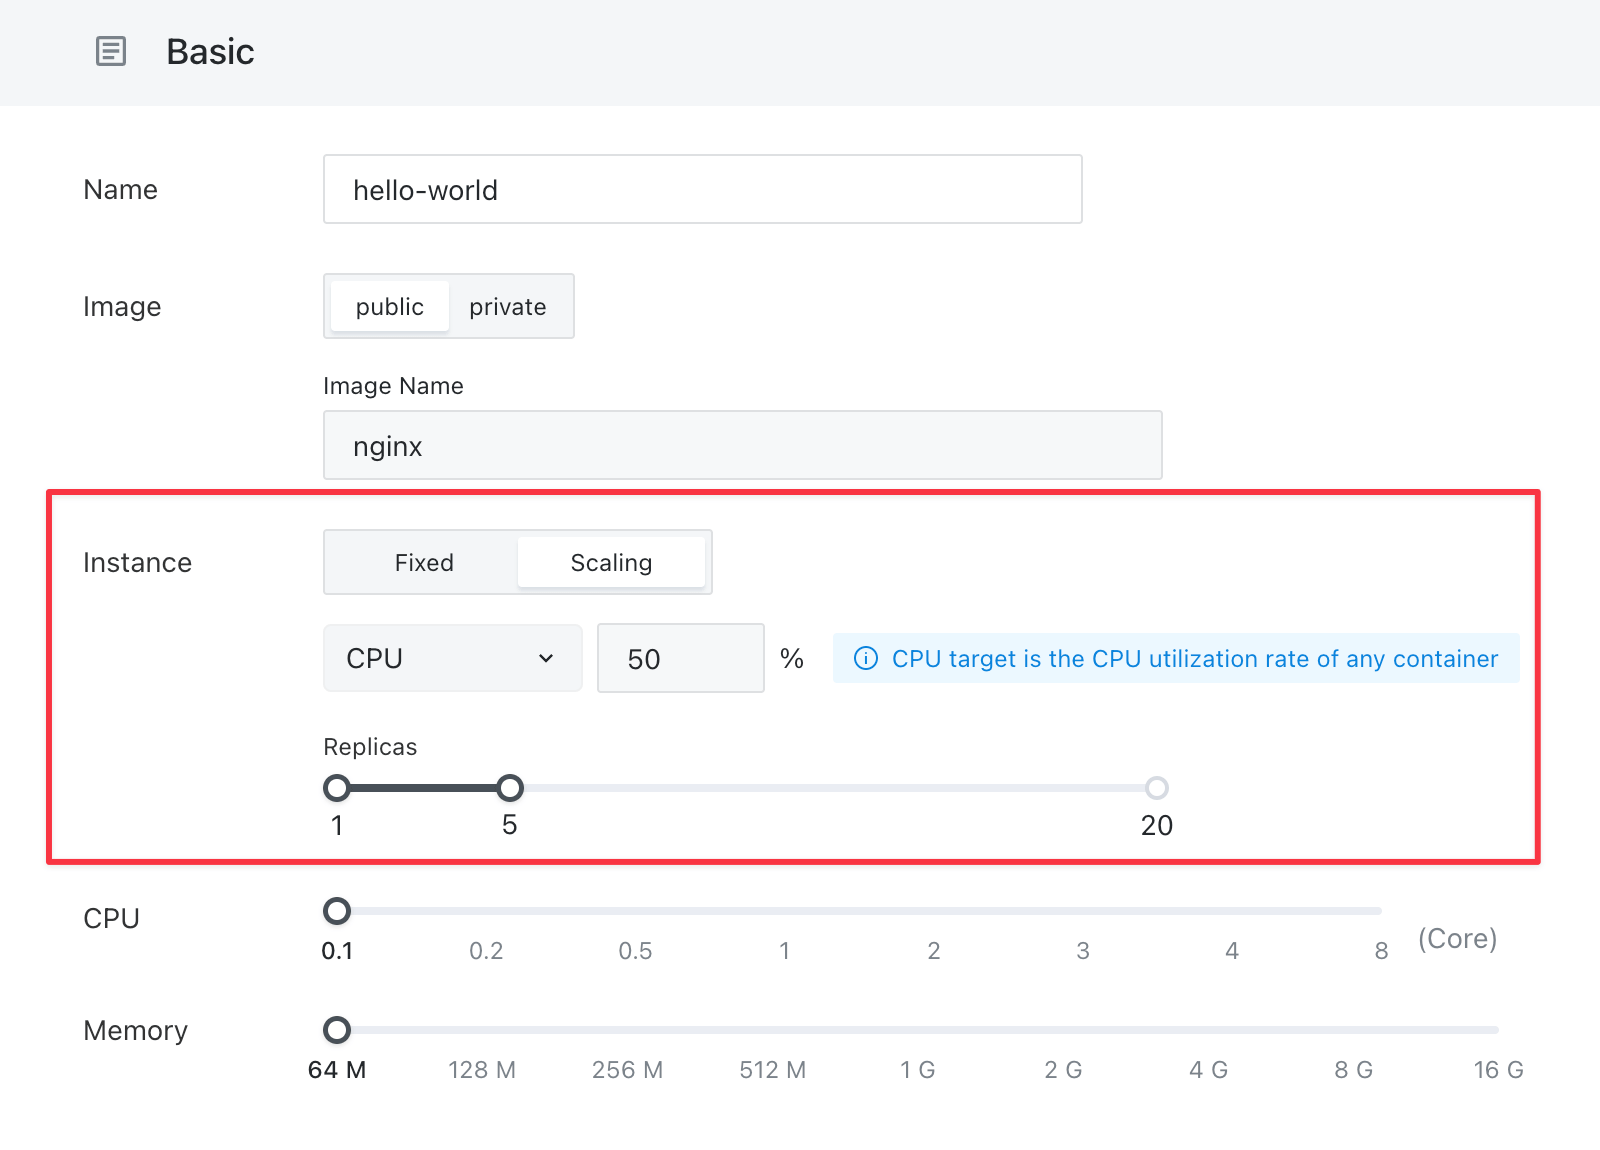 Basic
Name
hello-world
Image
public private
Image Name
nginx
Instance
Fixed Scaling
CPU 50 % CPU target is the CPU utilization rate of any container
Replicas
1 5 20
CPU
0.1 0.2 0.5 1 2 3 4 8 (Core)
Memory
64 M 128 M 256 M 512 M 1 G 2 G 4 G 8 G 16 G